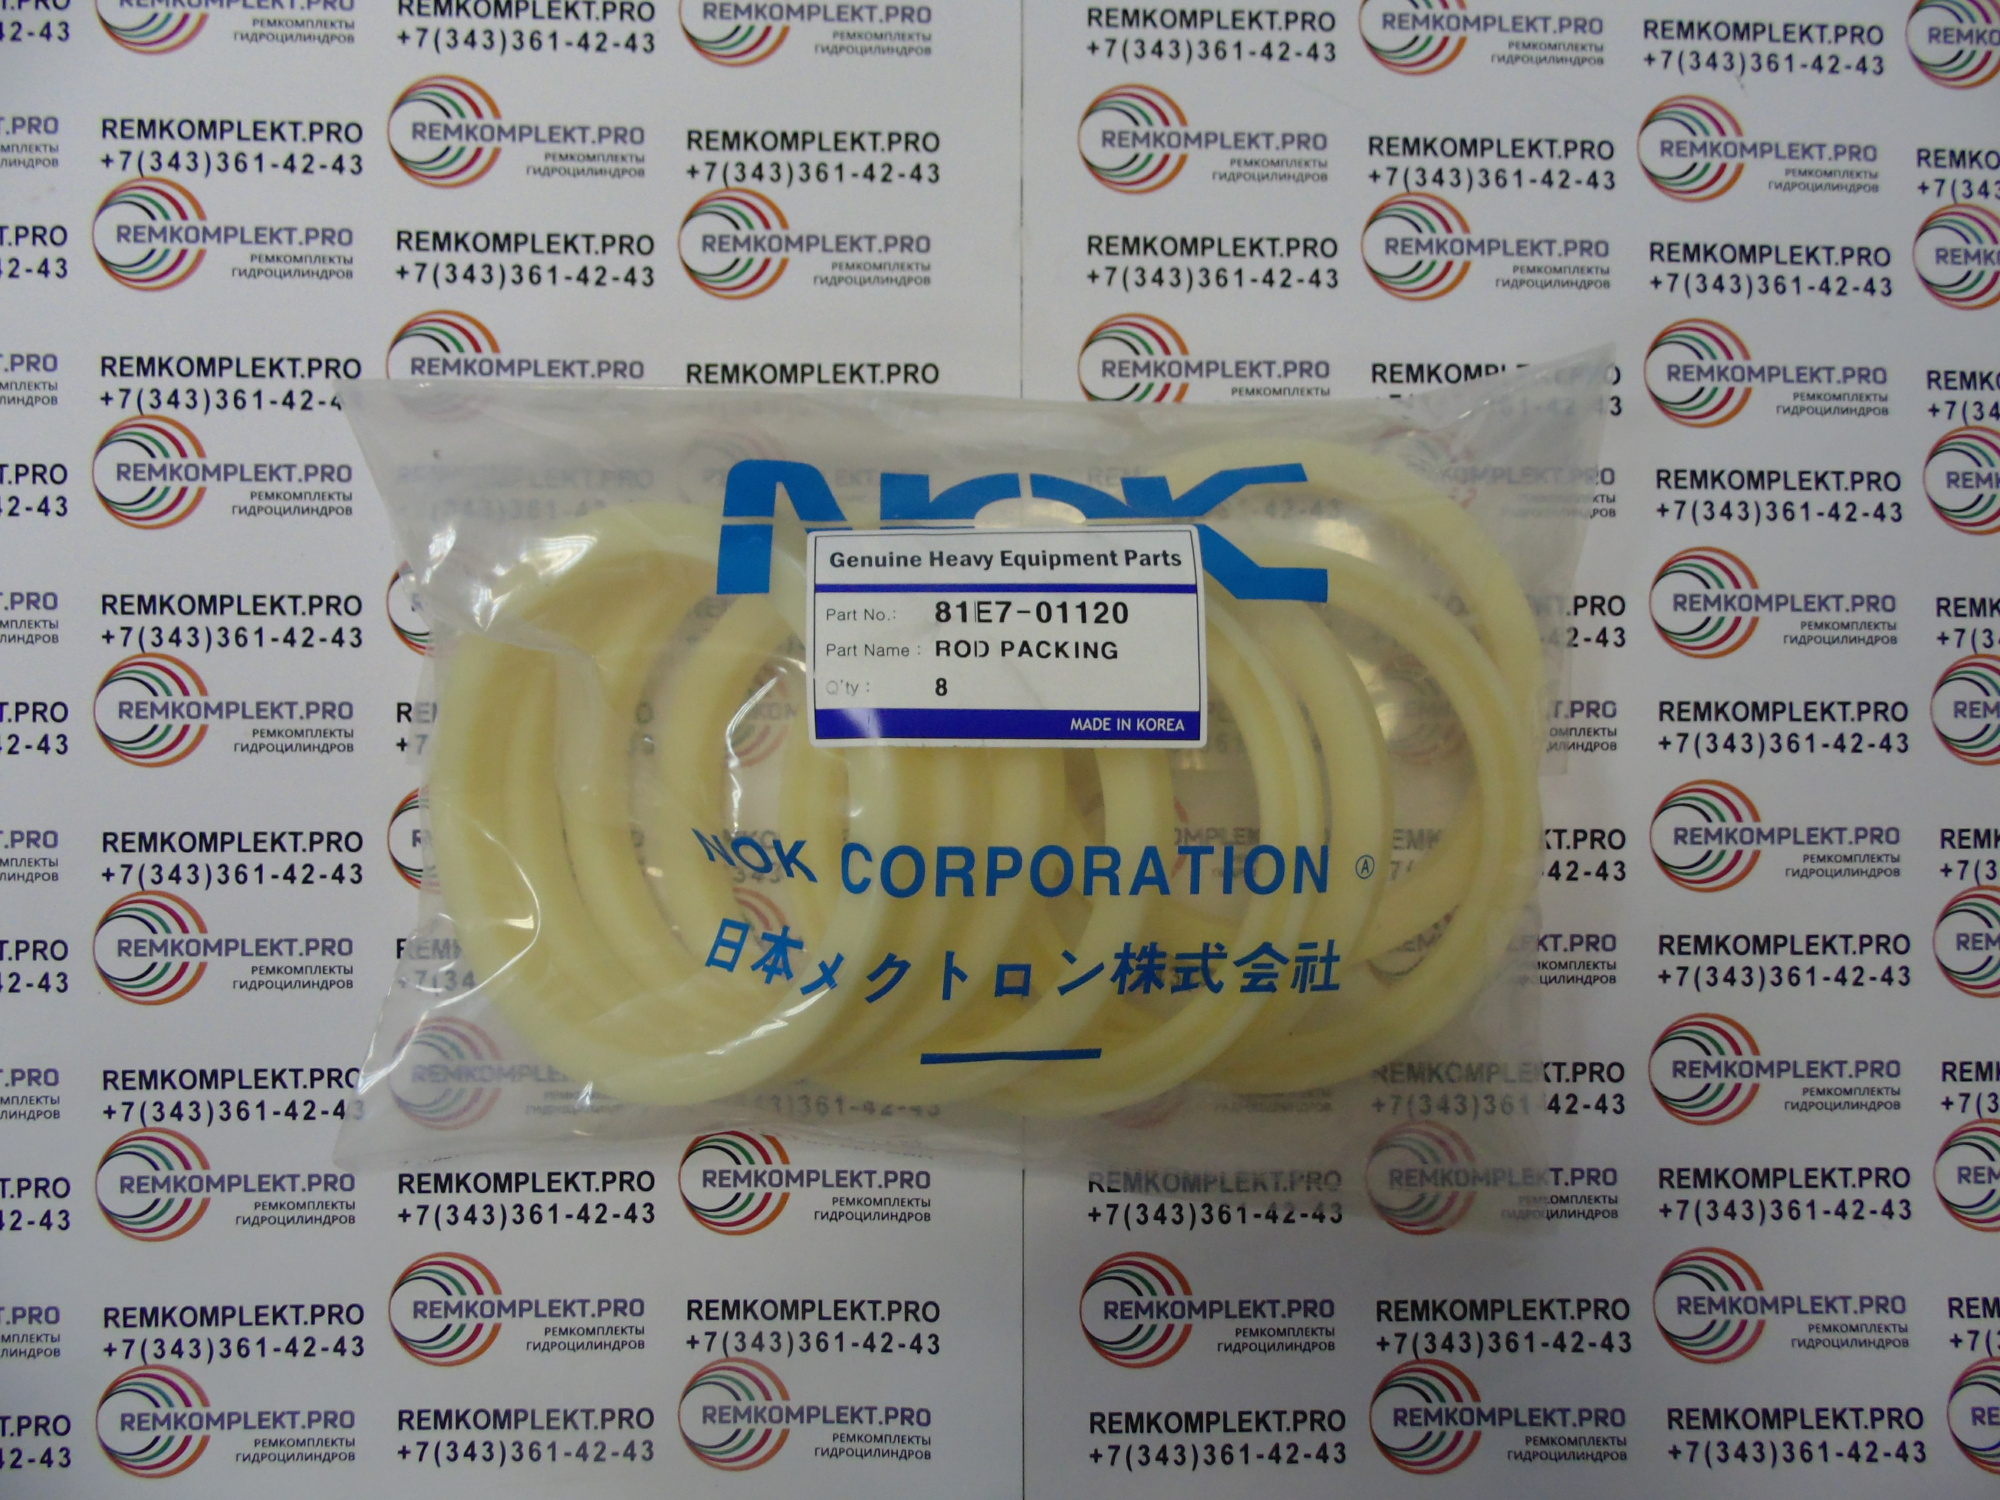 REMKOMPLEKT.PRO
+7(343)361-42-43
REMKOMPLEKT.PRO
РЕМКОМПЛЕКТЫ
ГИДРОЦИЛИНДРОВ
NOK
Genuine Heavy Equipment Parts
Part No.: 81E7-01120
Part Name : ROD PACKING
Q'ty : 8
MADE IN KOREA
NOK CORPORATION Ⓐ
日本メクトロン株式会社